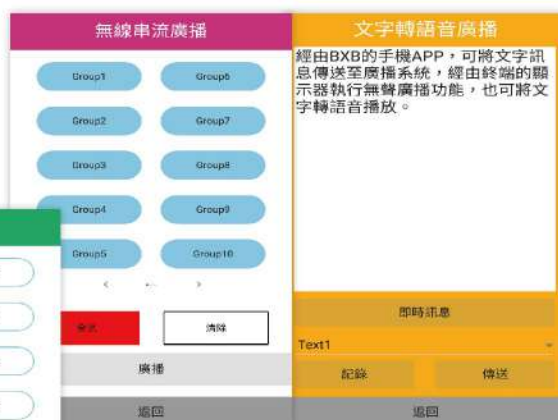 無線串流廣播
Group1
Group6
Group2
Group7
Group3
Group8
Group4
Group9
Group5
Group10
清除
廣播
返回
文字轉語音廣播
經由BXB的手機APP,可將文字訊
息傳送至廣播系統,經由終端的顯
示器執行無聲廣播功能,也可將文
字轉語音播放。
即時訊息
Text1
記錄
傳送
返回